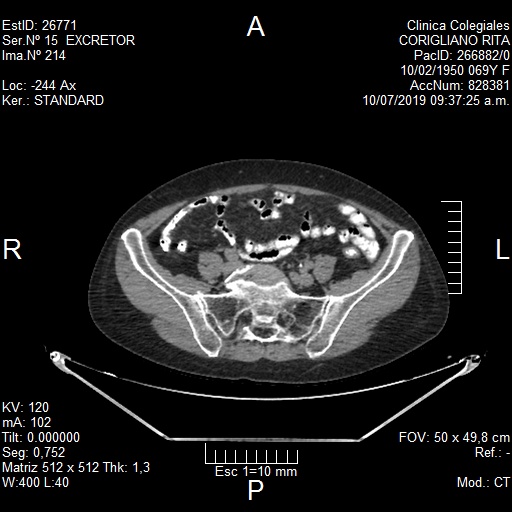 EstID: 26771
Ser.Nº 15 EXCRETOR
Ima.Nº 214
Loc: -244 Ax
Ker.: STANDARD
A
Clinica Colegiales
CORIGLIANO RITA
PacID: 266882/0
10/02/1950 069Y F
AccNum: 828381
10/07/2019 09:37:25 a.m.
R
L
KV: 120
mA: 102
Tilt: 0.000000
Seg: 0,752
Matriz 512 x 512 Thk: 1,3
W:400 L:40
Esc 1=10 mm
P
FOV: 50 x 49,8 cm
Ref.: -
Mod.: CT